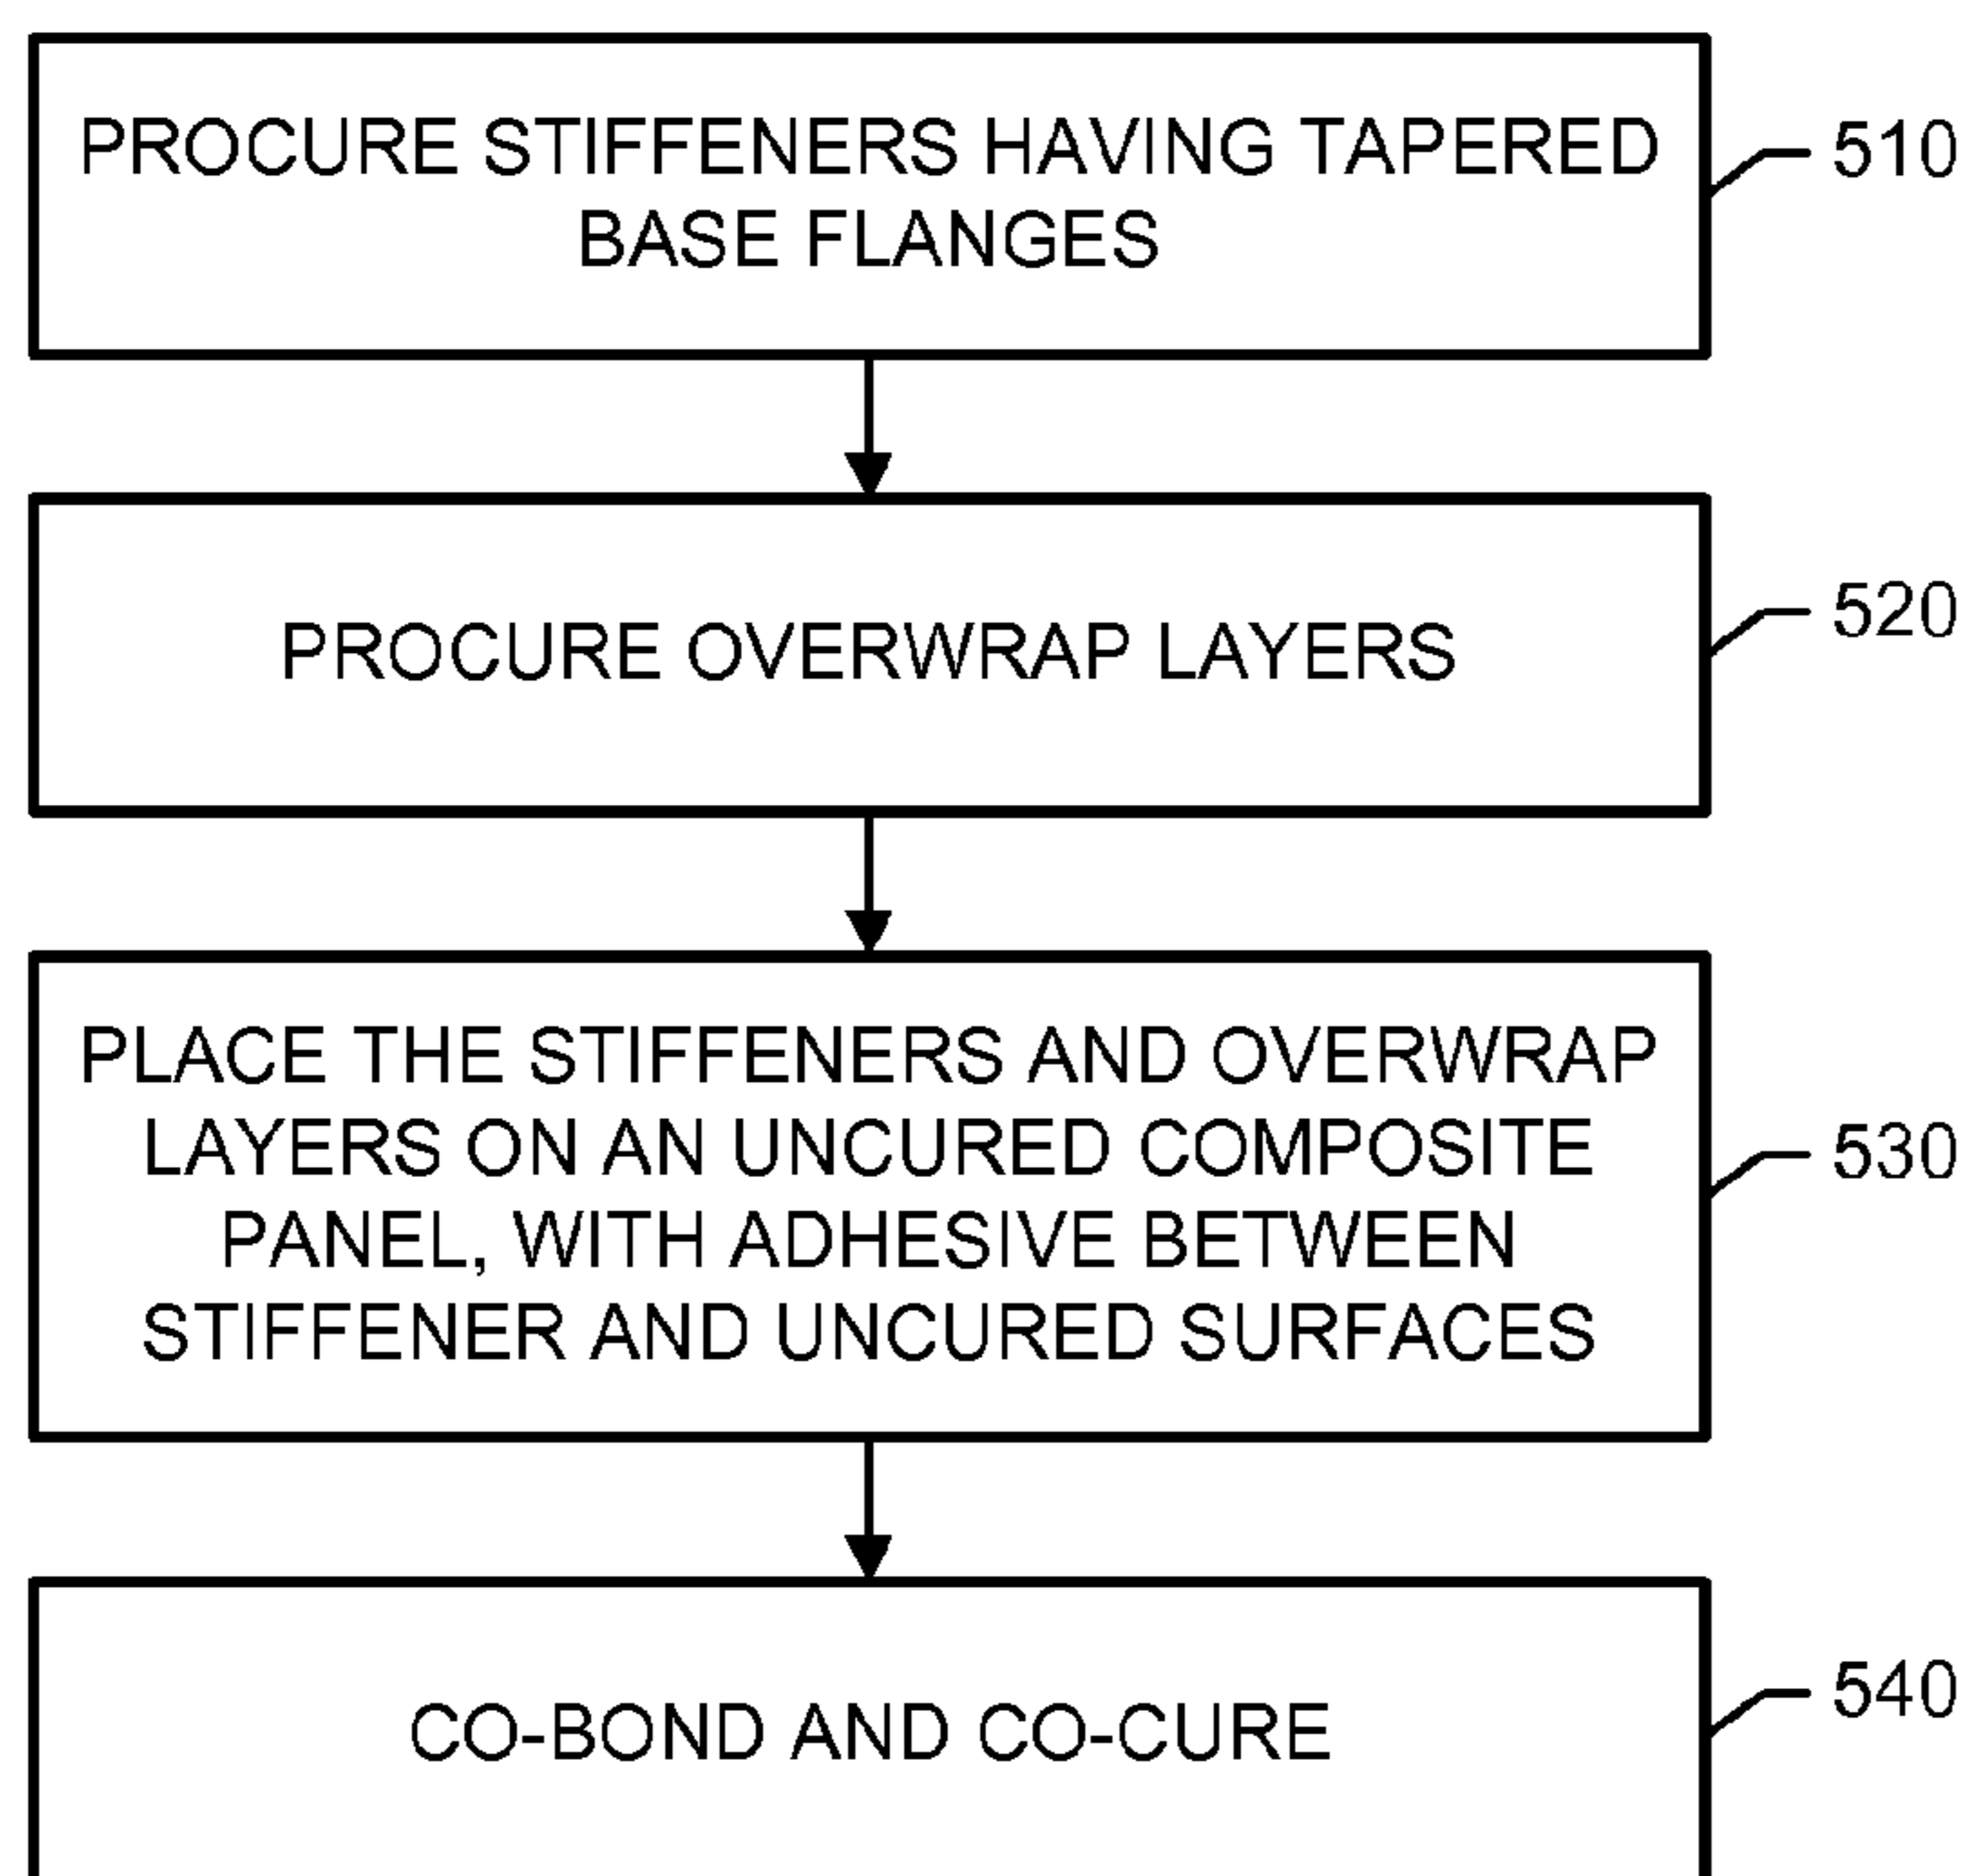 PROCURE STIFFENERS HAVING TAPERED
BASE FLANGES
510
PROCURE OVERWRAP LAYERS
520
PLACE THE STIFFENERS AND OVERWRAP
LAYERS ON AN UNCURED COMPOSITE
PANEL, WITH ADHESIVE BETWEEN
STIFFENER AND UNCURED SURFACES
530
CO-BOND AND CO-CURE
540